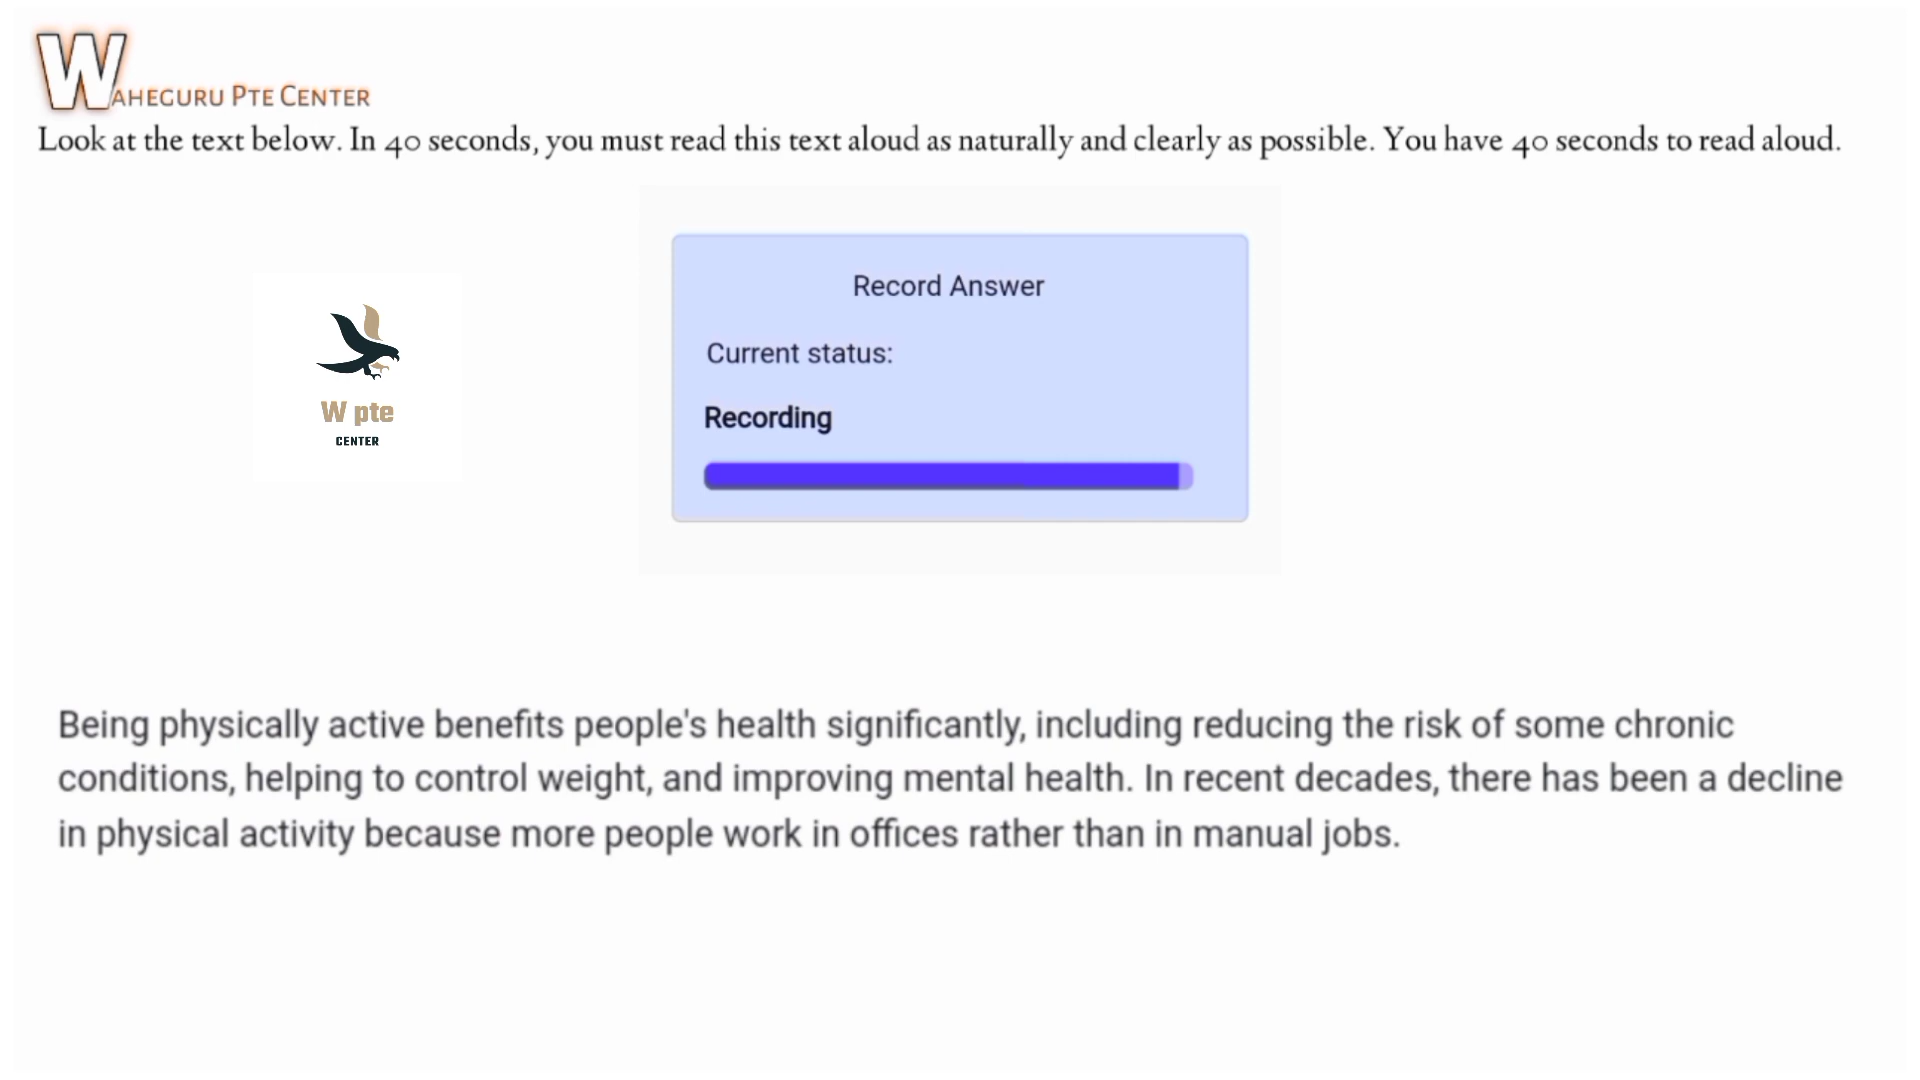 WAHEGURU PTE CENTER
Look at the text below. In 40 seconds, you must read this text aloud as naturally and clearly as possible. You have 40 seconds to read aloud.
Record Answer
Current status:
Recording
W pte
CENTER
Being physically active benefits people's health significantly, including reducing the risk of some chronic
conditions, helping to control weight, and improving mental health. In recent decades, there has been a decline
in physical activity because more people work in offices rather than in manual jobs.